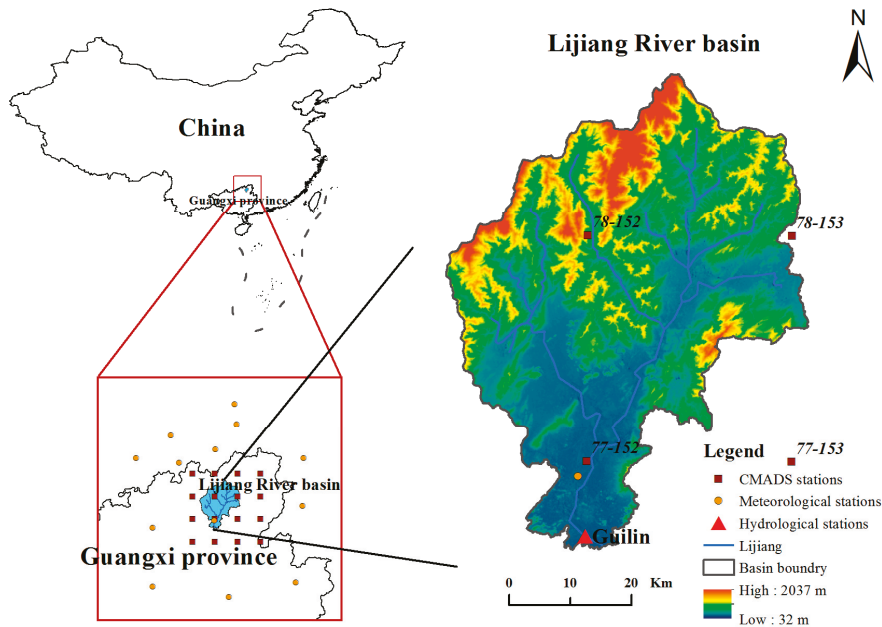 China
Guangxi province
Lijiang River basin
Guangxi province
Lijiang River basin
N
78-152
78-153
77-152
77-153
Guilin
0 10 20 Km
Legend
CMADS stations
Meteorological stations
Hydrological stations
Lijiang
Basin boundry
High : 2037 m
Low : 32 m